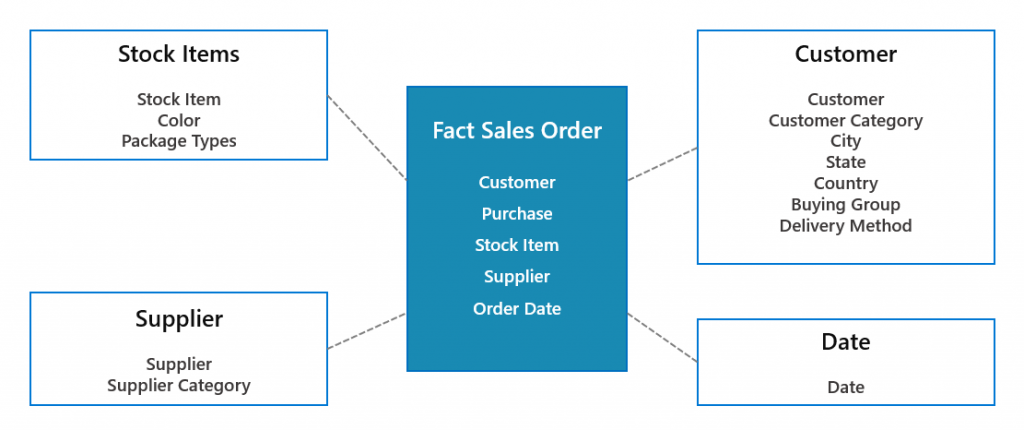 Stock Items
Stock Item
Color
Package Types
Supplier
Supplier
Supplier Category
Fact Sales Order
Customer
Purchase
Stock Item
Supplier
Order Date
Customer
Customer
Customer Category
City
State
Country
Buying Group
Delivery Method
Date
Date